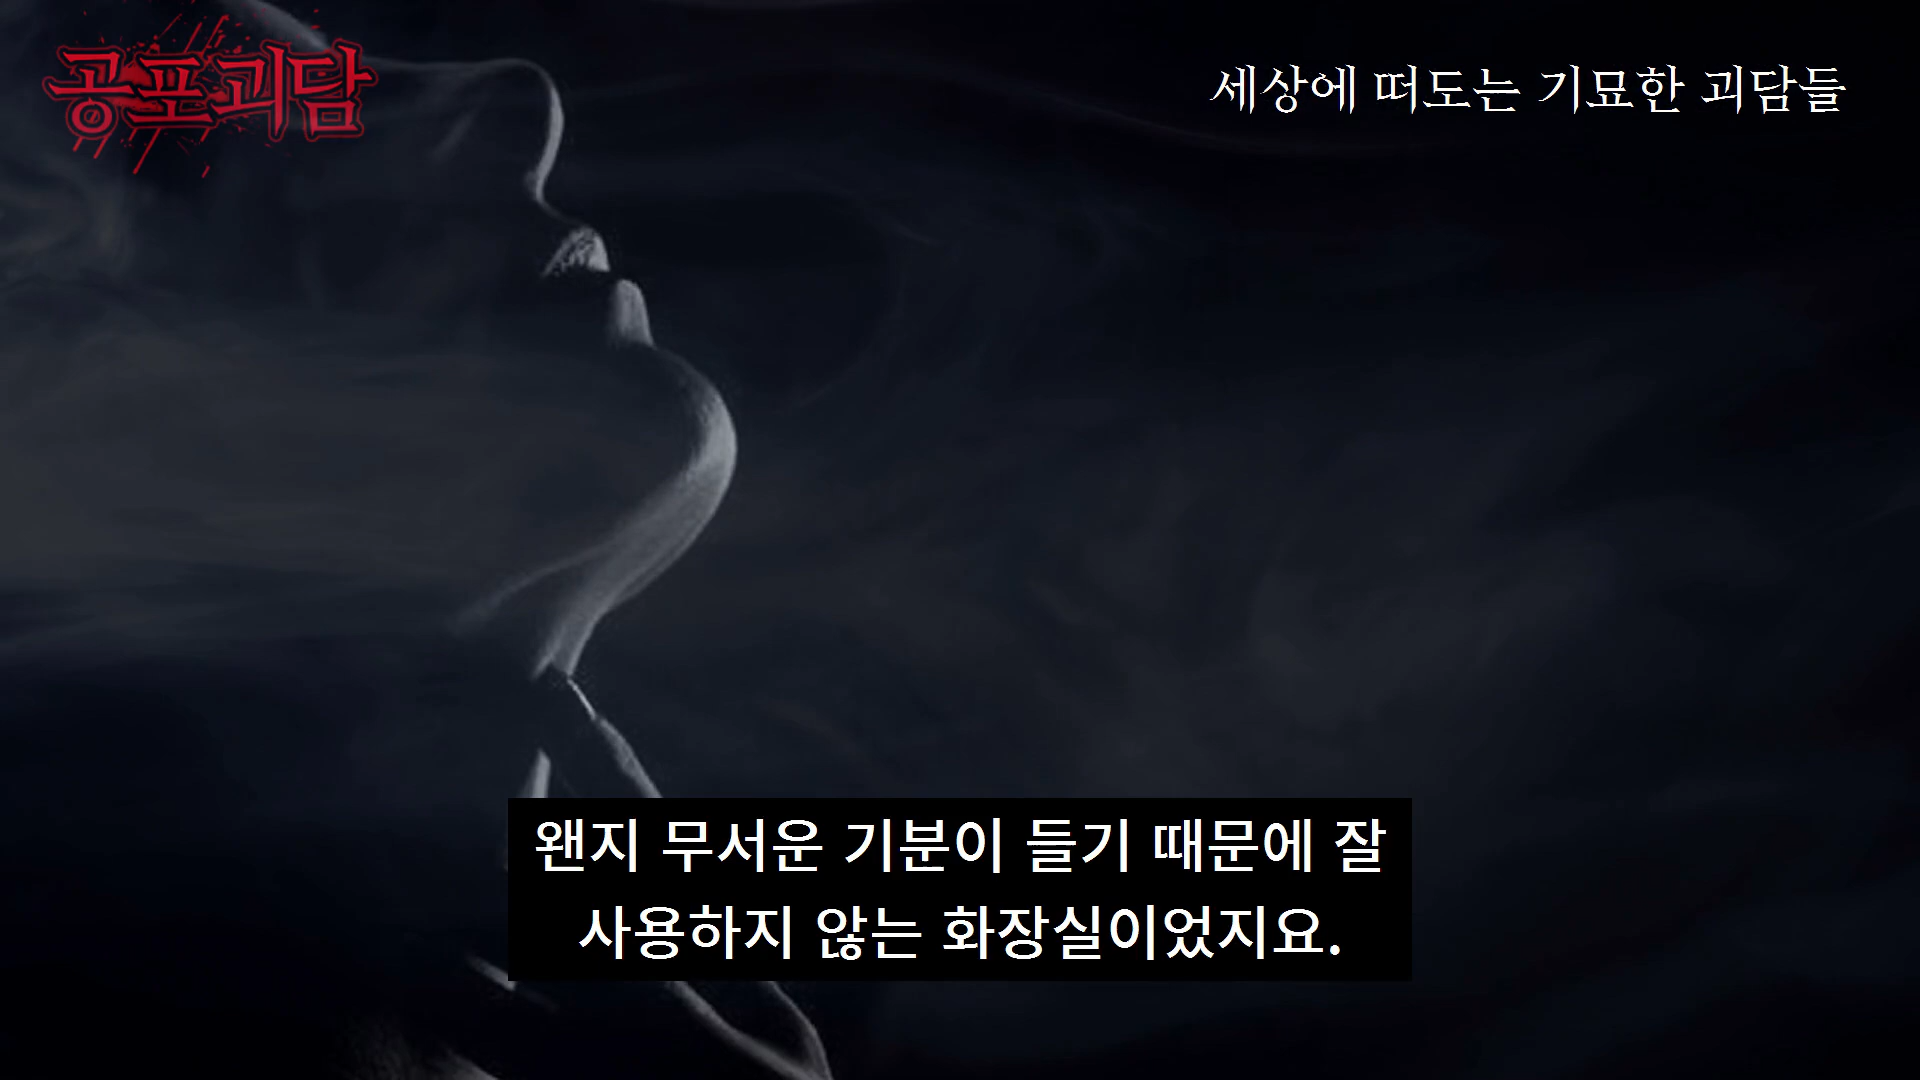 공포괴담
세상에 떠도는 기묘한 괴담들
왠지 무서운 기분이 들기 때문에 잘
사용하지 않는 화장실이었지요.